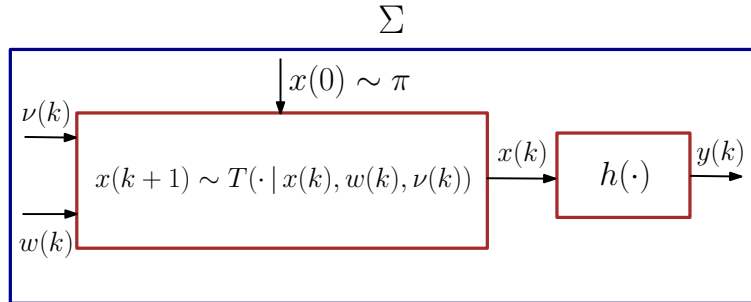 Σ
x(0) ∼ π
ν(k)
x(k + 1) ∼ T(· | x(k), w(k), ν(k))
w(k)
x(k)
h(·)
y(k)